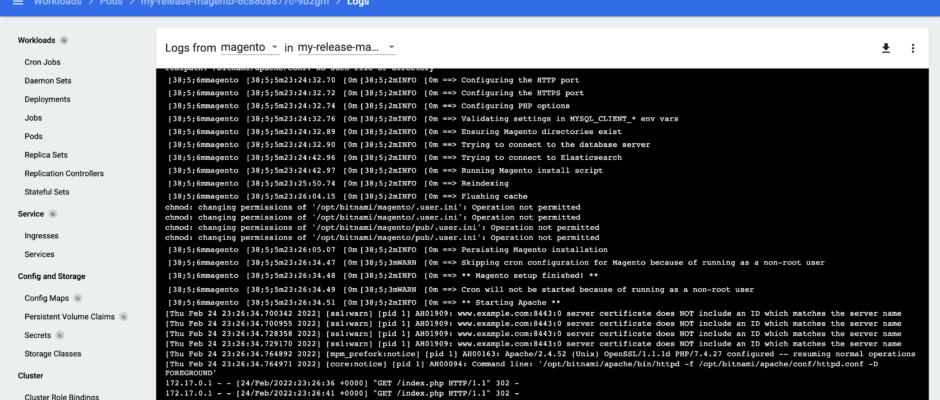 Workloads > Pods > my-release-magento-6c88d8877c-9b2gm > Logs
Workloads N
Cron Jobs
Daemon Sets
Deployments
Jobs
Pods
Replica Sets
Replication Controllers
Stateful Sets
Service N
Ingresses
Services
Config and Storage
Config Maps N
Persistent Volume Claims N
Secrets N
Storage Classes
Cluster
Cluster Role Bindings
Logs from magento in my-release-ma...
realpath: /bitnami/apache/conf: No such file or directory
[38;5;6mmagento [38;5;5m23:24:32.70 [0m[38;5;2mINFO [0m ==> Configuring the HTTP port
[38;5;6mmagento [38;5;5m23:24:32.72 [0m[38;5;2mINFO [0m ==> Configuring the HTTPS port
[38;5;6mmagento [38;5;5m23:24:32.74 [0m[38;5;2mINFO [0m ==> Configuring PHP options
[38;5;6mmagento [38;5;5m23:24:32.76 [0m[38;5;2mINFO [0m ==> Validating settings in MYSQL_CLIENT_* env vars
[38;5;6mmagento [38;5;5m23:24:32.89 [0m[38;5;2mINFO [0m ==> Ensuring Magento directories exist
[38;5;6mmagento [38;5;5m23:24:32.90 [0m[38;5;2mINFO [0m ==> Trying to connect to the database server
[38;5;6mmagento [38;5;5m23:24:42.96 [0m[38;5;2mINFO [0m ==> Trying to connect to Elasticsearch
[38;5;6mmagento [38;5;5m23:24:42.97 [0m[38;5;2mINFO [0m ==> Running Magento install script
[38;5;6mmagento [38;5;5m23:25:50.74 [0m[38;5;2mINFO [0m ==> Reindexing
[38;5;6mmagento [38;5;5m23:26:04.15 [0m[38;5;2mINFO [0m ==> Flushing cache
chmod: changing permissions of '/opt/bitnami/magento/.user.ini': Operation not permitted
chmod: changing permissions of '/opt/bitnami/magento/.user.ini': Operation not permitted
chmod: changing permissions of '/opt/bitnami/magento/pub/.user.ini': Operation not permitted
chmod: changing permissions of '/opt/bitnami/magento/pub/.user.ini': Operation not permitted
[38;5;6mmagento [38;5;5m23:26:05.07 [0m[38;5;2mINFO [0m ==> Persisting Magento installation
[38;5;6mmagento [38;5;5m23:26:34.47 [0m[38;5;3mWARN [0m ==> Skipping cron configuration for Magento because of running as a non-root user
[38;5;6mmagento [38;5;5m23:26:34.48 [0m[38;5;2mINFO [0m ==> ** Magento setup finished! **
[38;5;6mmagento [38;5;5m23:26:34.49 [0m[38;5;3mWARN [0m ==> Cron will not be started because of running as a non-root user
[38;5;6mmagento [38;5;5m23:26:34.51 [0m[38;5;2mINFO [0m ==> ** Starting Apache **
[Thu Feb 24 23:26:34.700342 2022] [ssl:warn] [pid 1] AH01909: www.example.com:8443:0 server certificate does NOT include an ID which matches the server name
[Thu Feb 24 23:26:34.700955 2022] [ssl:warn] [pid 1] AH01909: www.example.com:8443:0 server certificate does NOT include an ID which matches the server name
[Thu Feb 24 23:26:34.728358 2022] [ssl:warn] [pid 1] AH01909: www.example.com:8443:0 server certificate does NOT include an ID which matches the server name
[Thu Feb 24 23:26:34.729170 2022] [ssl:warn] [pid 1] AH01909: www.example.com:8443:0 server certificate does NOT include an ID which matches the server name
[Thu Feb 24 23:26:34.764892 2022] [mpm_prefork:notice] [pid 1] AH00163: Apache/2.4.52 (Unix) OpenSSL/1.1.1d PHP/7.4.27 configured -- resuming normal operations
[Thu Feb 24 23:26:34.764971 2022] [core:notice] [pid 1] AH00094: Command line: '/opt/bitnami/apache/bin/httpd -f /opt/bitnami/apache/conf/httpd.conf -D
FOREGROUND'
172.17.0.1 - - [24/Feb/2022:23:26:36 +0000] "GET /index.php HTTP/1.1" 302 -
172.17.0.1 - - [24/Feb/2022:23:26:41 +0000] "GET /index.php HTTP/1.1" 302 -